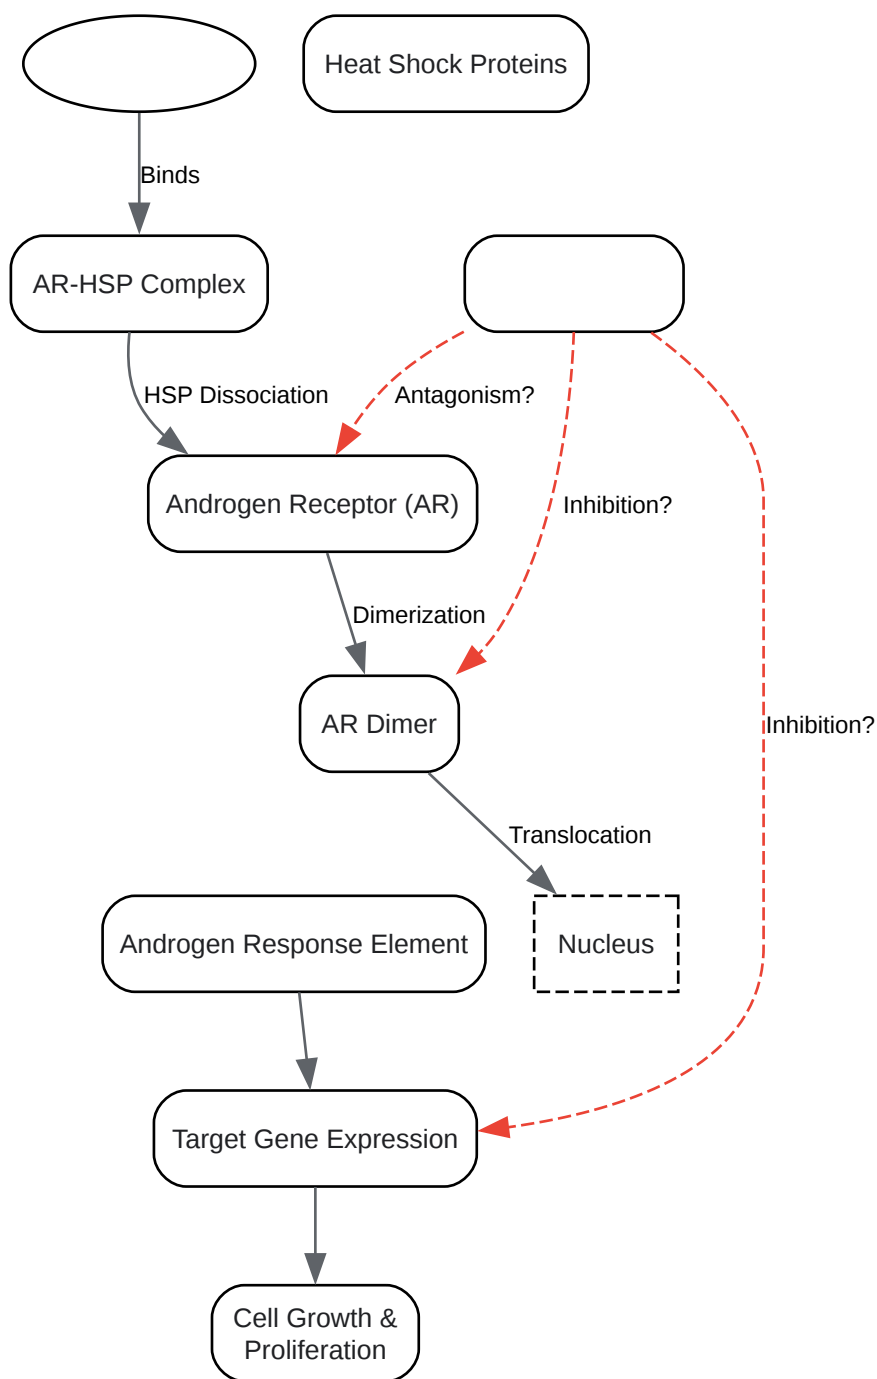 Heat Shock Proteins
Binds
AR-HSP Complex
HSP Dissociation
Antagonism?
Androgen Receptor (AR)
Inhibition?
Dimerization
AR Dimer
Inhibition?
Translocation
Androgen Response Element
Nucleus
Target Gene Expression
Cell Growth &
Proliferation